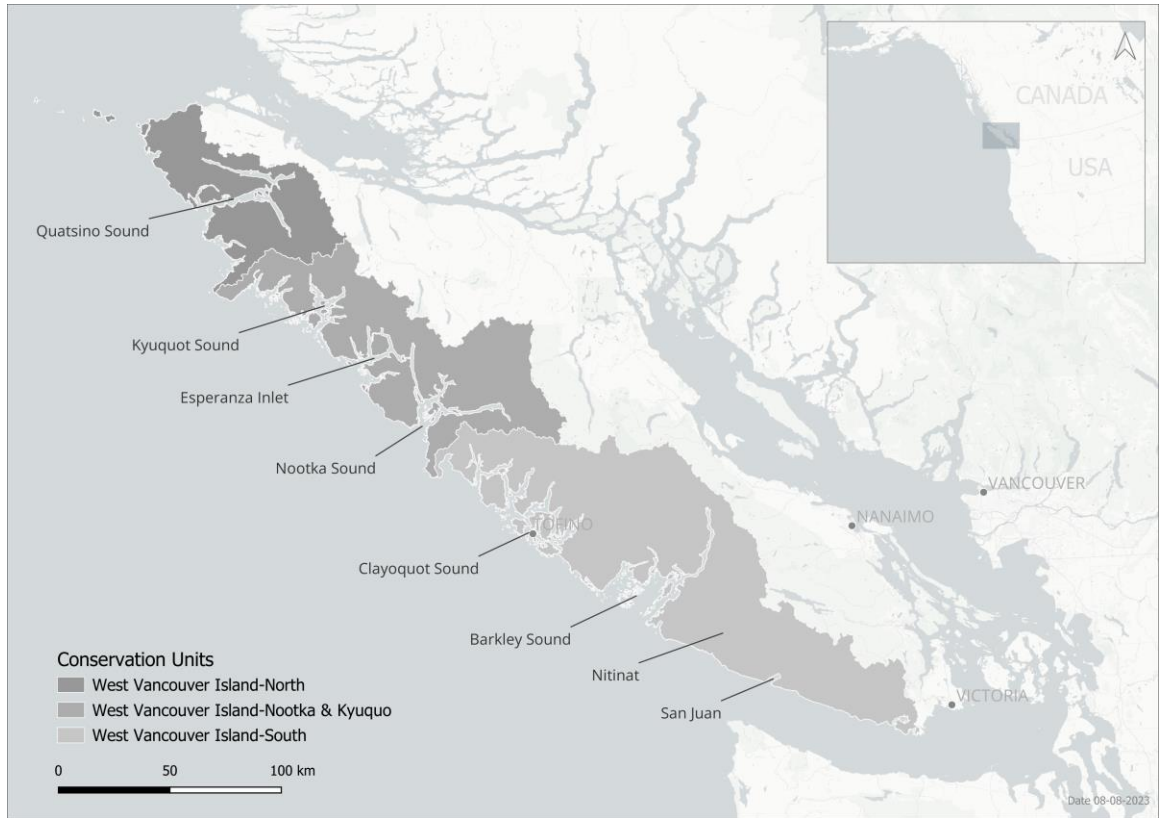 CANADA
USA
Quatsino Sound
Kyuquot Sound
Esperanza Inlet
Nootka Sound
VANCOUVER
NANAIMO
TOFINO
Clayoquot Sound
Barkley Sound
Nitinat
San Juan
VICTORIA
Conservation Units
West Vancouver Island-North
West Vancouver Island-Nootka & Kyuquo
West Vancouver Island-South
0 50 100 km
Date 08-08-2023